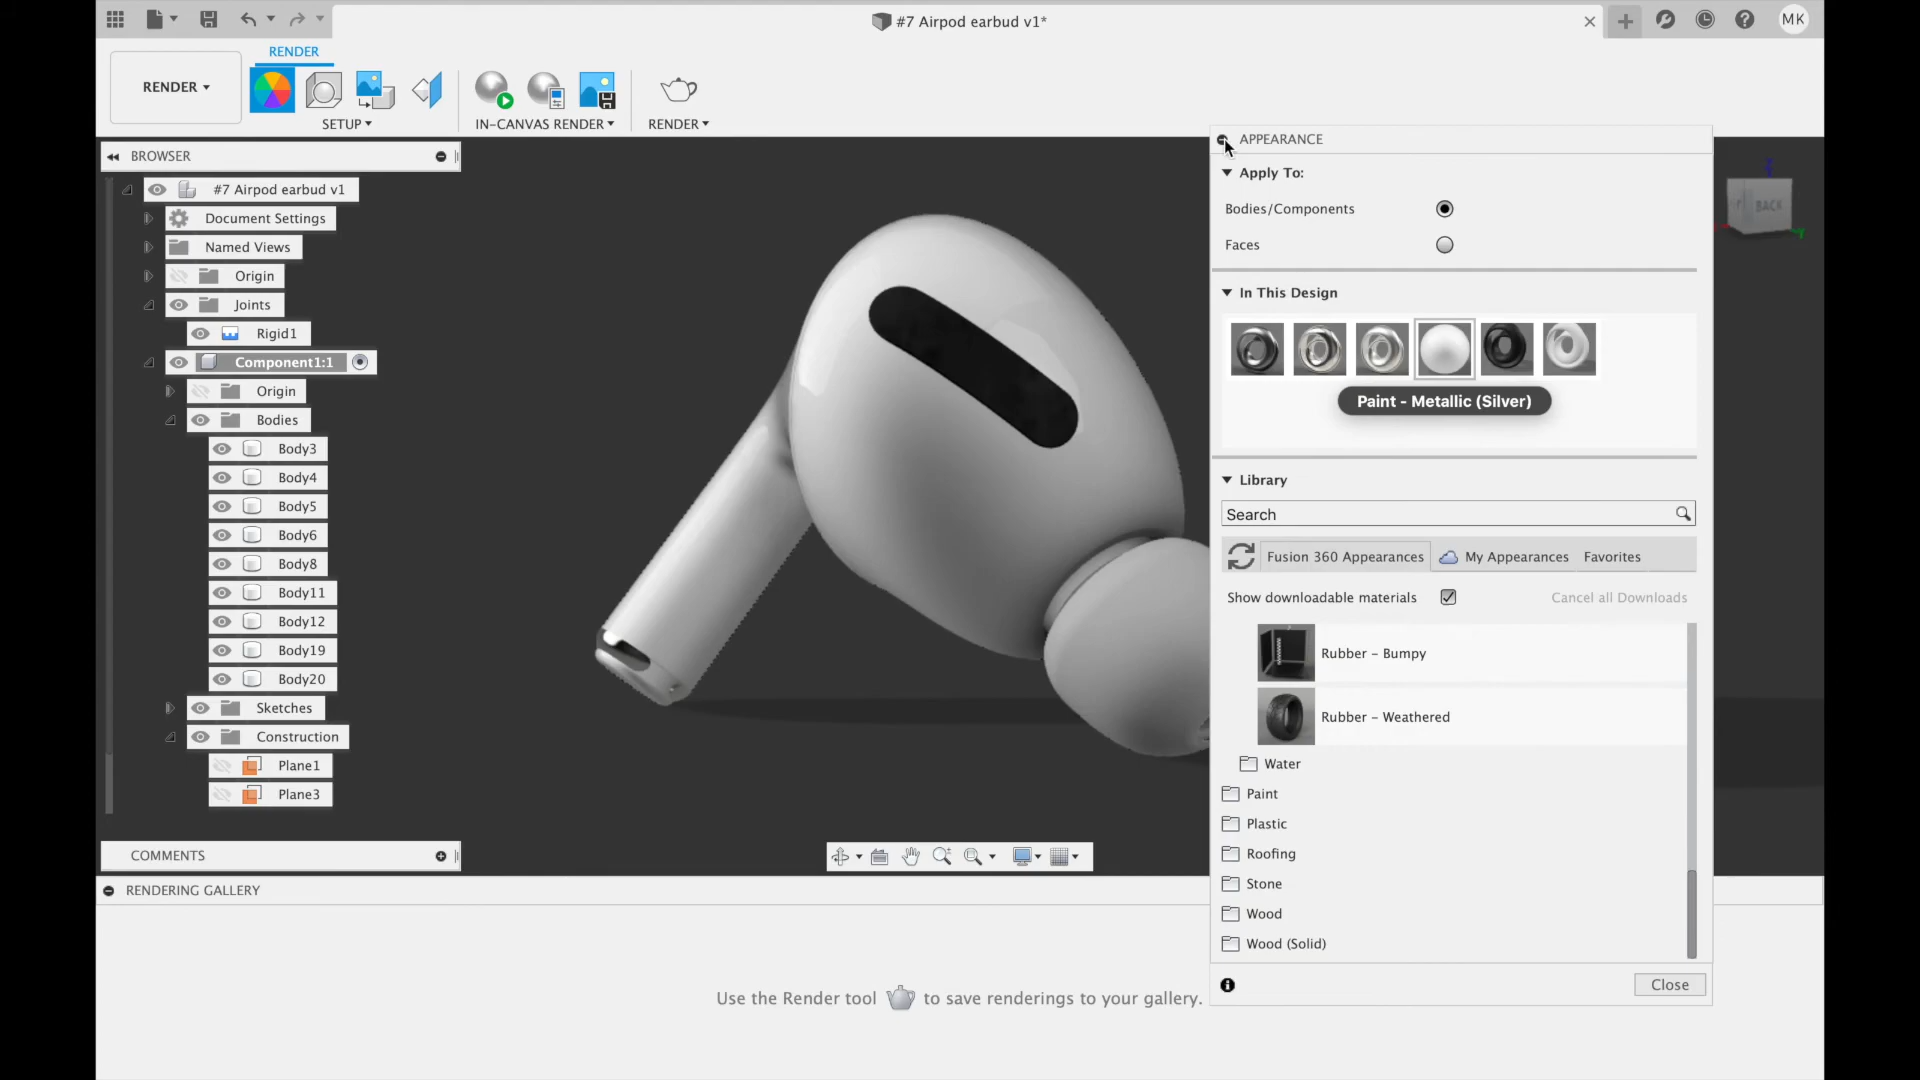 #7 Airpod earbud v1*
MK
RENDER
RENDER
SETUP
IN-CANVAS RENDER
RENDER
BROWSER
#7 Airpod earbud v1
Document Settings
Named Views
Origin
Joints
Rigid1
Component1:1
Origin
Bodies
Body3
Body4
Body5
Body6
Body8
Body11
Body12
Body19
Body20
Sketches
Construction
Plane1
Plane3
COMMENTS
RENDERING GALLERY
Use the Render tool to save renderings to your gallery.
BACK
APPEARANCE
Apply To:
Bodies/Components
Faces
In This Design
Paint - Metallic (Silver)
Library
Search
Fusion 360 Appearances My Appearances Favorites
Show downloadable materials Cancel all Downloads
Rubber - Bumpy
Rubber - Weathered
Water
Paint
Plastic
Roofing
Stone
Wood
Wood (Solid)
Close